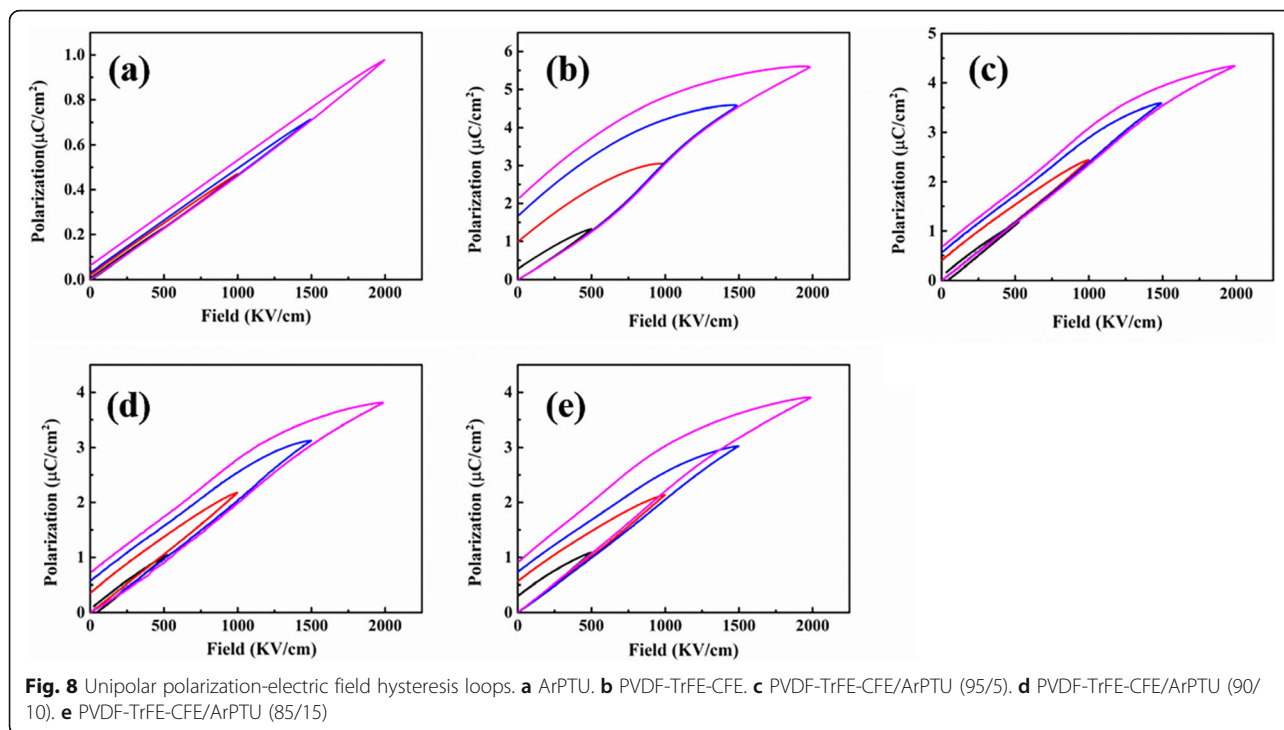 (a)
Polarization(μC/cm²)
1.0
0.8
0.6
0.4
0.2
0.0
0 500 1000 1500 2000
Field (KV/cm)
(b)
Polarization (μC/cm²)
6
5
4
3
2
1
0
0 500 1000 1500 2000
Field (KV/cm)
(c)
Polarization (μC/cm²)
5
4
3
2
1
0
0 500 1000 1500 2000
Field (KV/cm)
(d)
Polarization (μC/cm²)
4
3
2
1
0
0 500 1000 1500 2000
Field (KV/cm)
(e)
Polarization (μC/cm²)
4
3
2
1
0
0 500 1000 1500 2000
Field (KV/cm)
Fig. 8 Unipolar polarization-electric field hysteresis loops. a ArPTU. b PVDF-TrFE-CFE. c PVDF-TrFE-CFE/ArPTU (95/5). d PVDF-TrFE-CFE/ArPTU (90/
10). e PVDF-TrFE-CFE/ArPTU (85/15)